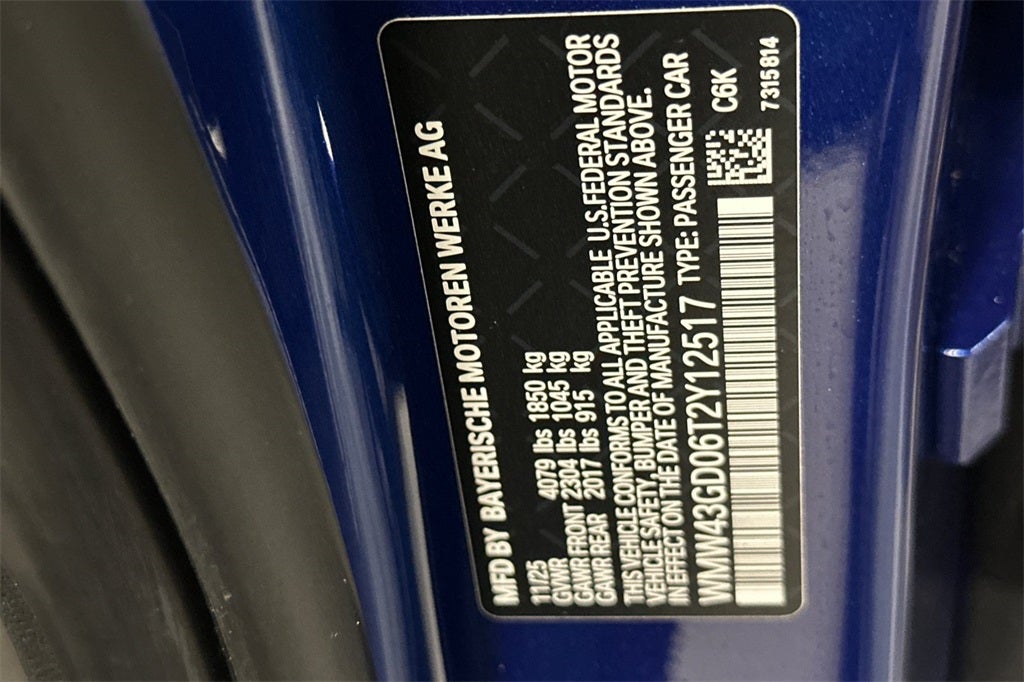 MFD BY BAYERISCHE MOTOREN WERKE AG
11/25
GVWR 4079 lbs 1850 kg
GAWR FRONT 2304 lbs 1045 kg
GAWR REAR 2017 lbs 915 kg
THIS VEHICLE CONFORMS TO ALL APPLICABLE U.S.FEDERAL MOTOR
VEHICLE SAFETY, BUMPER AND THEFT PREVENTION STANDARDS
IN EFFECT ON THE DATE OF MANUFACTURE SHOWN ABOVE.
WMW43GD06T2Y12517 TYPE: PASSENGER CAR
C6K
7315814